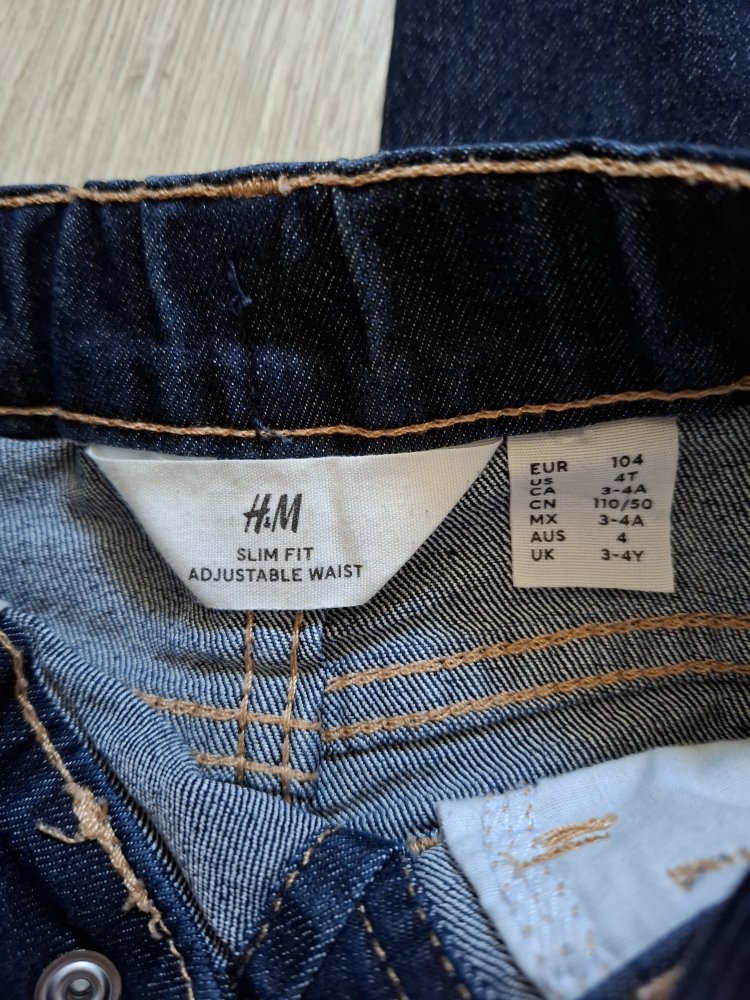 H&M
SLIM FIT
ADJUSTABLE WAIST
EUR 104
US 4T
CA 3-4A
CN 110/50
MX 3-4A
AUS 4
UK 3-4Y